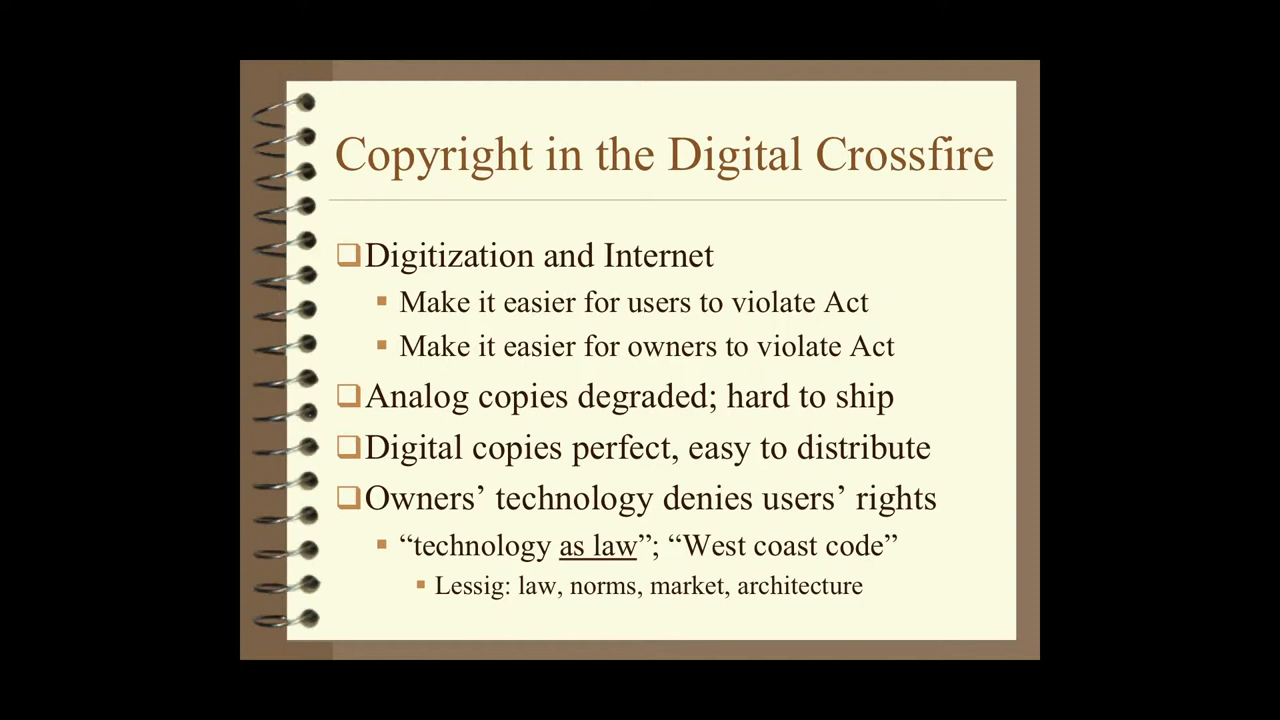 Copyright in the Digital Crossfire
Digitization and Internet
Make it easier for users to violate Act
Make it easier for owners to violate Act
Analog copies degraded; hard to ship
Digital copies perfect, easy to distribute
Owners’ technology denies users’ rights
“technology as law”; “West coast code”
Lessig: law, norms, market, architecture